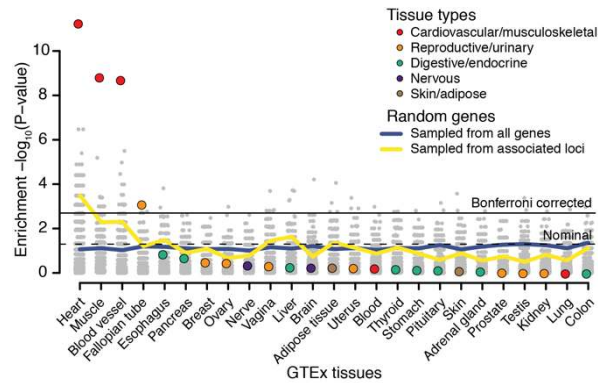 Tissue types
Cardiovascular/musculoskeletal
Reproductive/urinary
Digestive/endocrine
Nervous
Skin/adipose
Random genes
Sampled from all genes
Sampled from associated loci
Bonferroni corrected
Nominal
Enrichment -log10(P-value)
10
8
6
4
2
0
Heart
Muscle
Blood vessel
Fallopian tube
Esophagus
Pancreas
Breast
Ovary
Nerve
Vagina
Liver
Brain
Adipose tissue
Uterus
Blood
Thyroid
Stomach
Pituitary
Skin
Adrenal gland
Prostate
Testis
Kidney
Lung
Colon
GTEx tissues